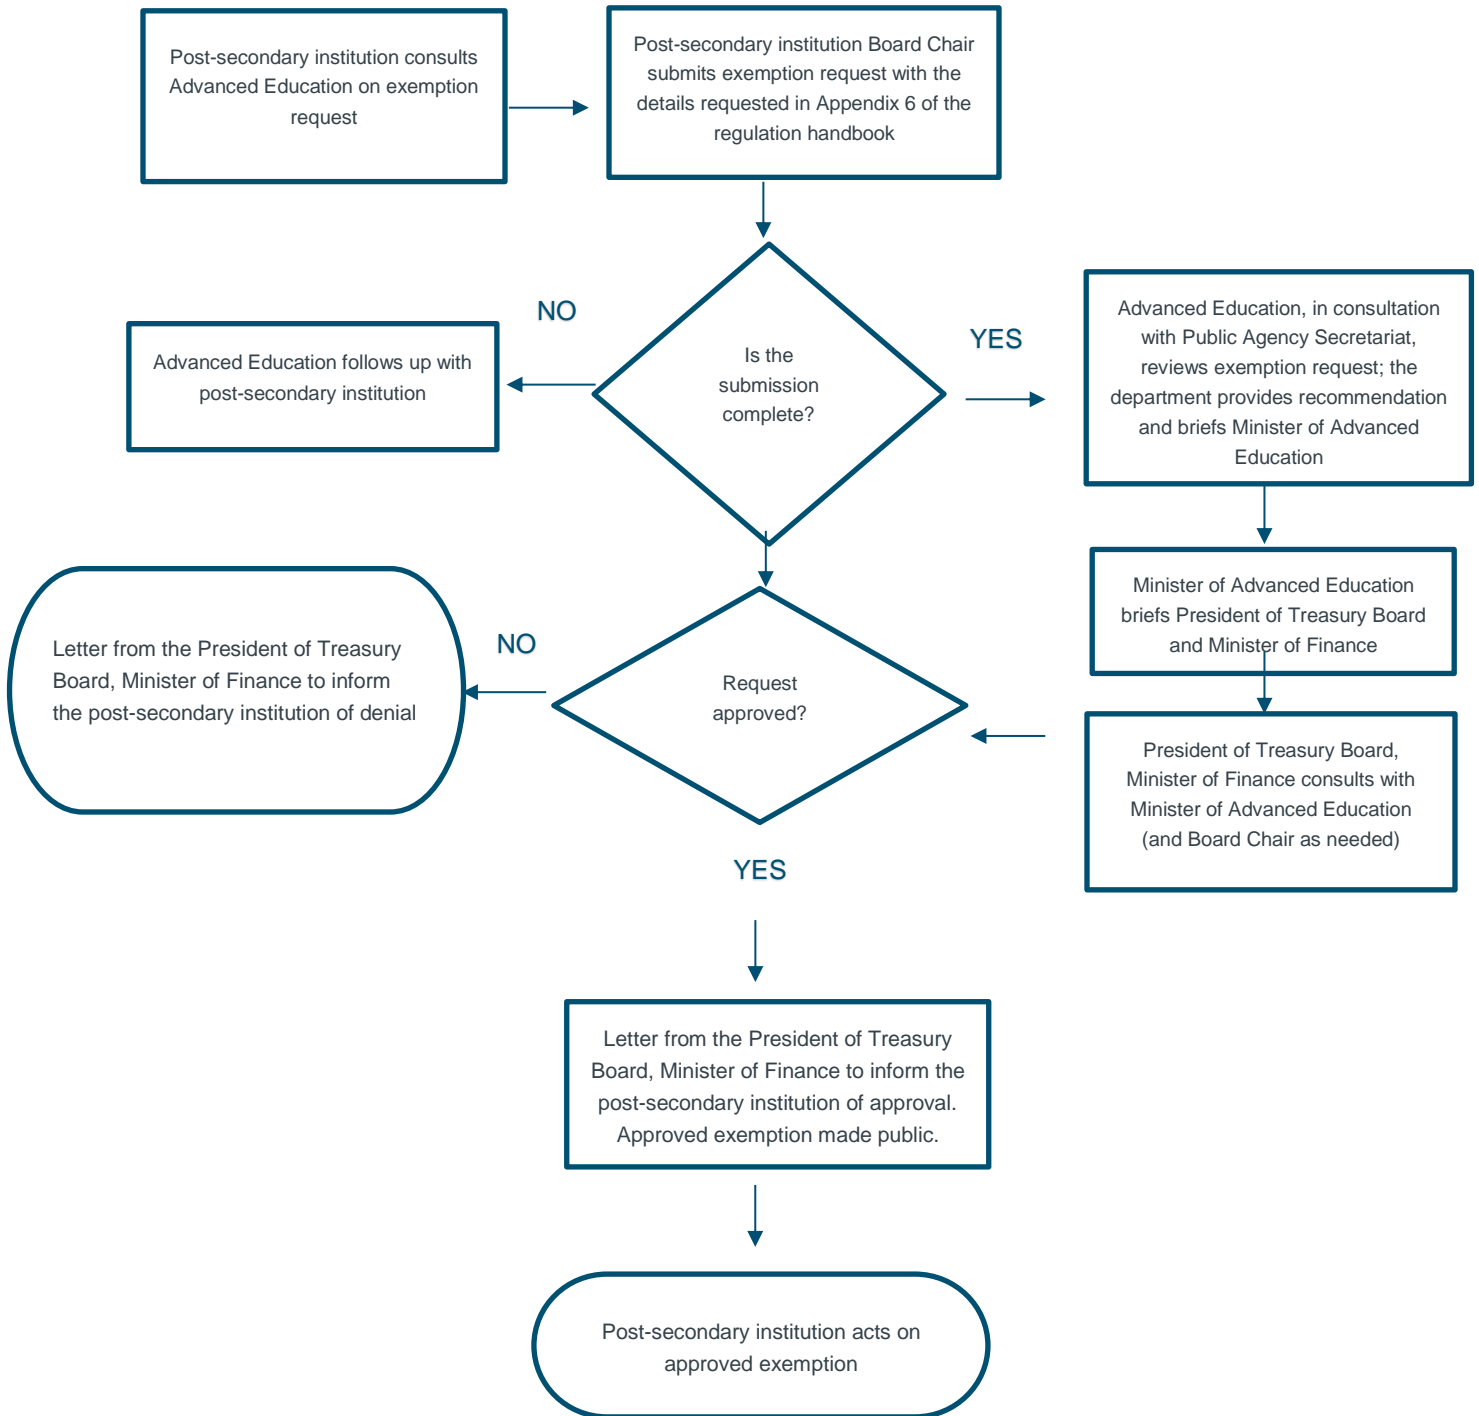 Post-secondary institution consults
Advanced Education on exemption
request
Post-secondary institution Board Chair
submits exemption request with the
details requested in Appendix 6 of the
regulation handbook
NO
Advanced Education follows up with
post-secondary institution
Is the
submission
complete?
YES
Advanced Education, in consultation
with Public Agency Secretariat,
reviews exemption request; the
department provides recommendation
and briefs Minister of Advanced
Education
Minister of Advanced Education
briefs President of Treasury Board
and Minister of Finance
Letter from the President of Treasury
Board, Minister of Finance to inform
the post-secondary institution of denial
NO
Request
approved?
President of Treasury Board,
Minister of Finance consults with
Minister of Advanced Education
(and Board Chair as needed)
YES
Letter from the President of Treasury
Board, Minister of Finance to inform the
post-secondary institution of approval.
Approved exemption made public.
Post-secondary institution acts on
approved exemption